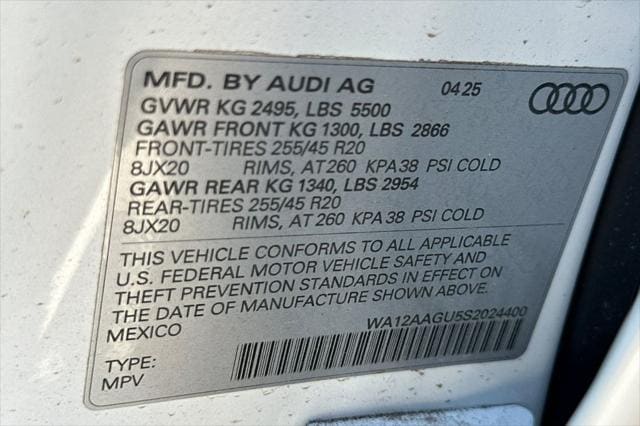 MFD. BY AUDI AG 04 25
GVWR KG 2495, LBS 5500
GAWR FRONT KG 1300, LBS 2866
FRONT-TIRES 255/45 R20
8JX20 RIMS, AT 260 KPA 38 PSI COLD
GAWR REAR KG 1340, LBS 2954
REAR-TIRES 255/45 R20
8JX20 RIMS, AT 260 KPA 38 PSI COLD
THIS VEHICLE CONFORMS TO ALL APPLICABLE
U.S. FEDERAL MOTOR VEHICLE SAFETY AND
THEFT PREVENTION STANDARDS IN EFFECT ON
THE DATE OF MANUFACTURE SHOWN ABOVE.
MEXICO WA12AAGU5S2024400
TYPE:
MPV